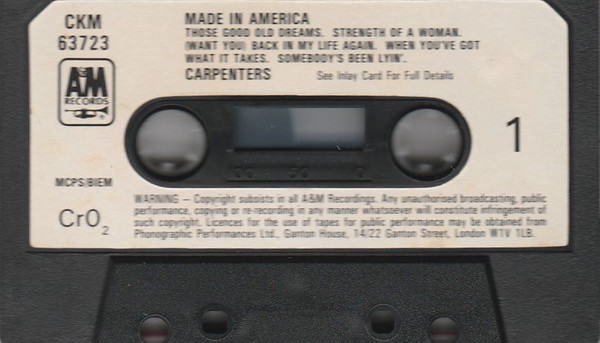 CKM
63723
A&M
RECORDS
MCPS/BIEM
CrO2
MADE IN AMERICA
THOSE GOOD OLD DREAMS. STRENGTH OF A WOMAN.
(WANT YOU) BACK IN MY LIFE AGAIN. WHEN YOU'VE GOT
WHAT IT TAKES. SOMEBODY'S BEEN LYIN'.
CARPENTERS See Inlay Card For Full Details
1
WARNING – Copyright subsists in all A&M Recordings. Any unauthorised broadcasting, public
performance, copying or re-recording in any manner whatsoever will constitute infringement of
such copyright. Licences for the use of tapes for public performance may be obtained from
Phonographic Performances Ltd., Ganton House, 14/22 Ganton Street, London W1V 1LB.